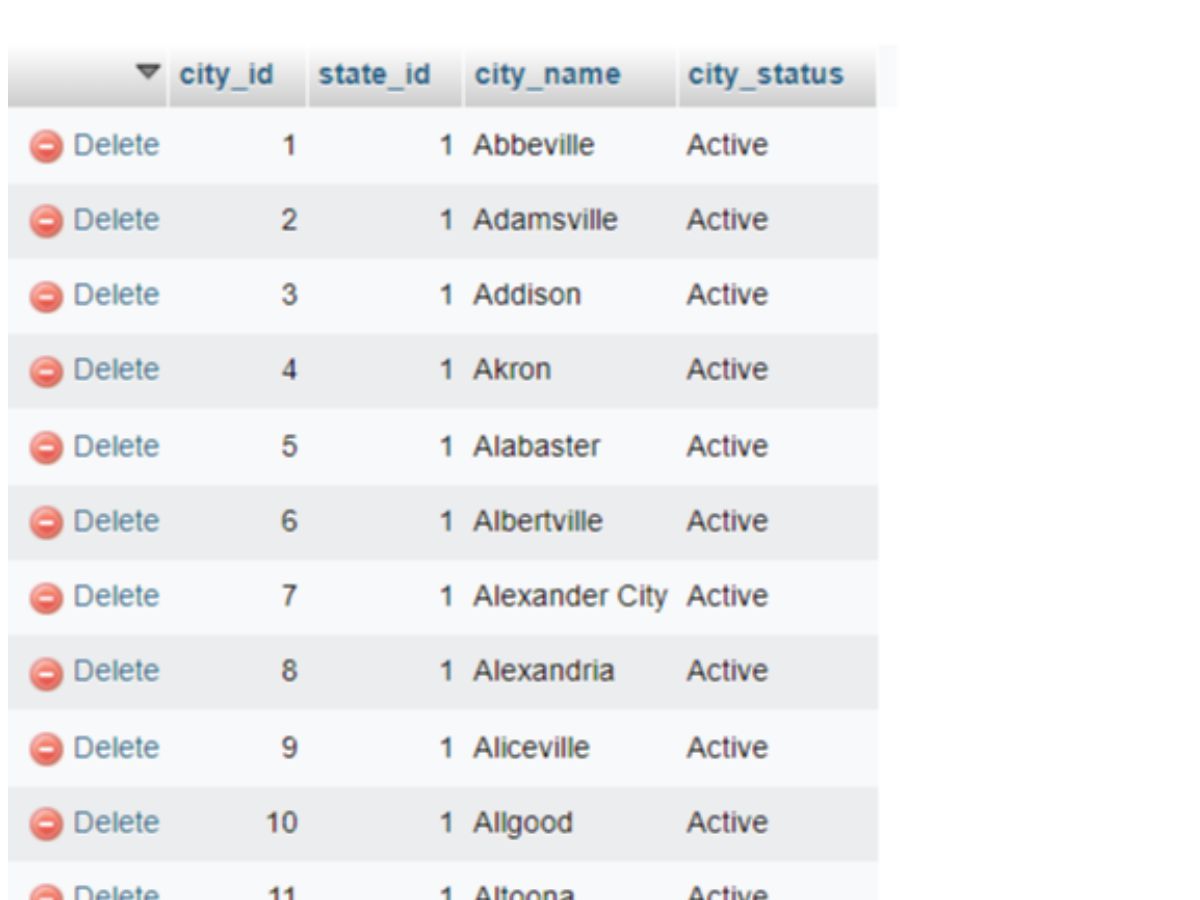 city_id state_id city_name city_status
Delete 1 1 Abbeville Active
Delete 2 1 Adamsville Active
Delete 3 1 Addison Active
Delete 4 1 Akron Active
Delete 5 1 Alabaster Active
Delete 6 1 Albertville Active
Delete 7 1 Alexander City Active
Delete 8 1 Alexandria Active
Delete 9 1 Aliceville Active
Delete 10 1 Allgood Active
Delete 11 1 Altoona Active